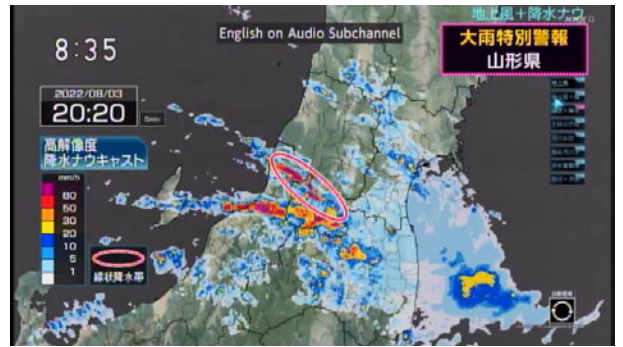 地上風+降水ナウ
NHK G
English on Audio Subchannel
大雨特別警報
山形県
8:35
2022/08/03
20:20
5min
高解像度
降水ナウキャスト
mm/h
80
50
30
20
10
5
1
線状降水帯